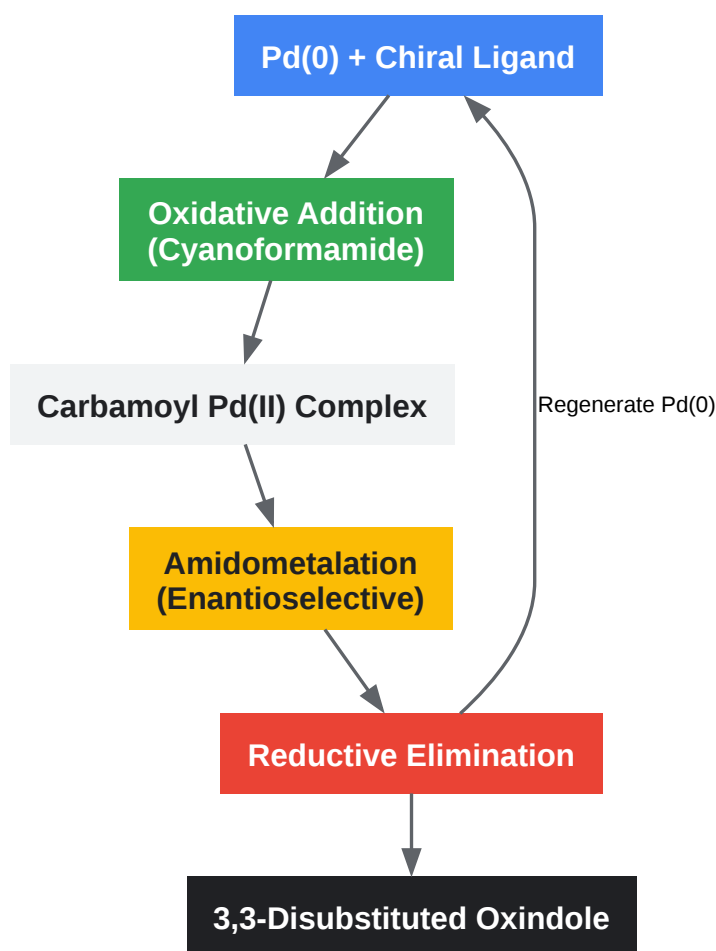 Pd(0) + Chiral Ligand
Oxidative Addition
(Cyanoformamide)
Carbamoyl Pd(II) Complex
Regenerate Pd(0)
Amidometalation
(Enantioselective)
Reductive Elimination
3,3-Disubstituted Oxindole